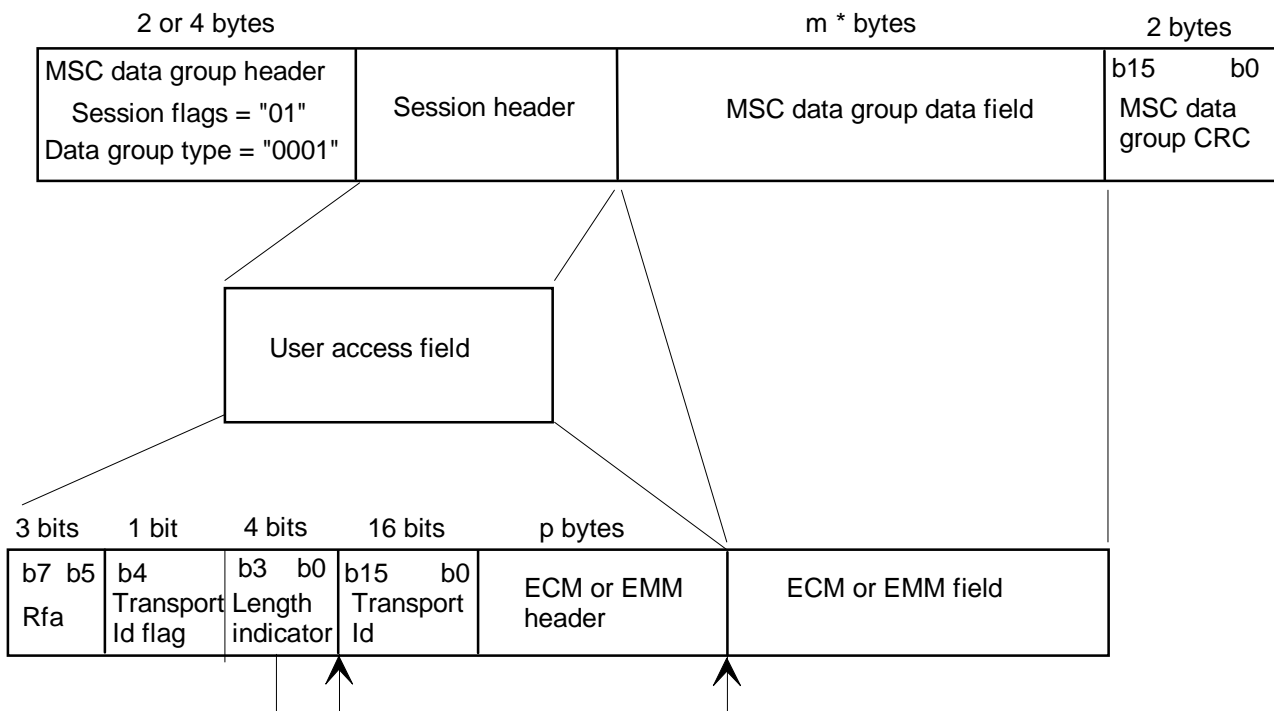 2 or 4 bytes
m * bytes
2 bytes
MSC data group header
Session flags = "01"
Data group type = "0001"
Session header
MSC data group data field
b15 b0
MSC data
group CRC
User access field
3 bits
1 bit
4 bits
16 bits
p bytes
b7 b5
Rfa
b4
Transport
Id flag
b3 b0
Length
indicator
b15 b0
Transport
Id
ECM or EMM
header
ECM or EMM field